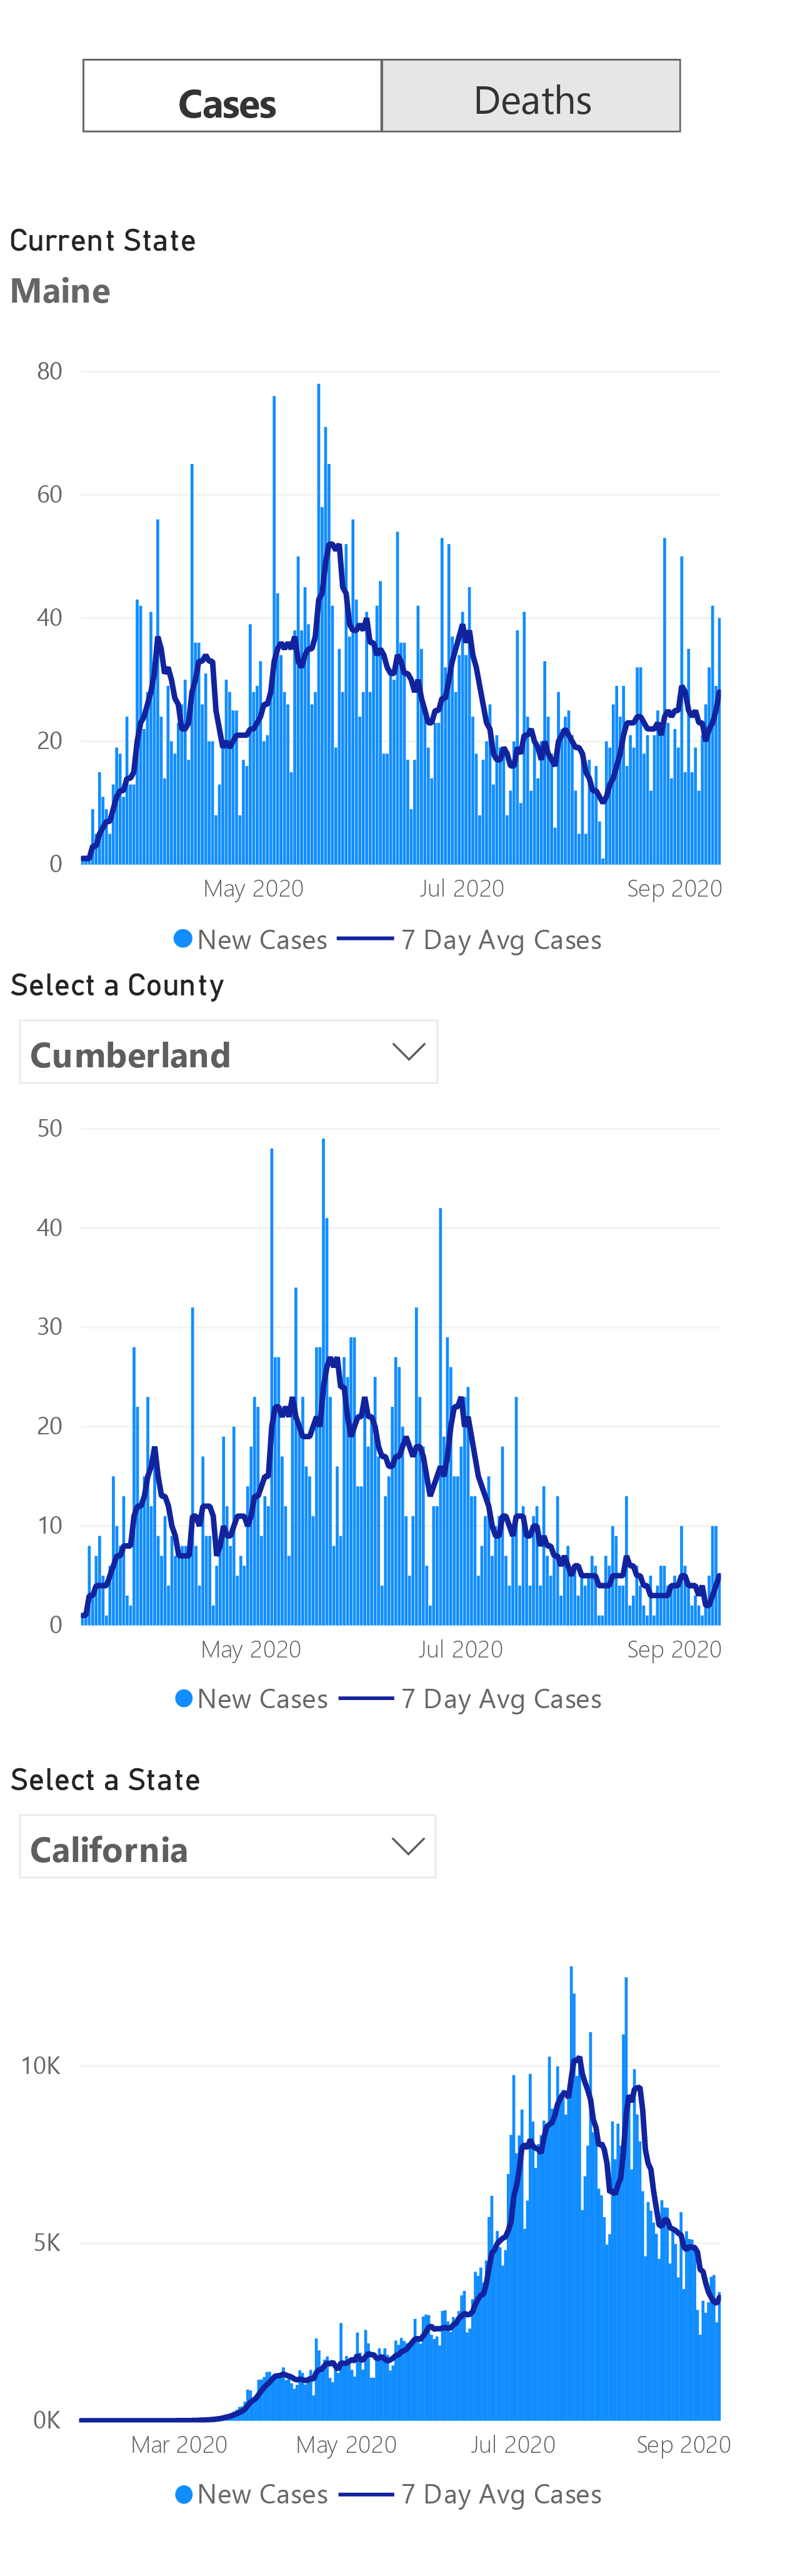 Cases Deaths
Current State
Maine
80
60
40
20
0
May 2020 Jul 2020 Sep 2020
New Cases 7 Day Avg Cases
Select a County
Cumberland
50
40
30
20
10
0
May 2020 Jul 2020 Sep 2020
New Cases 7 Day Avg Cases
Select a State
California
10K
5K
0K
Mar 2020 May 2020 Jul 2020 Sep 2020
New Cases 7 Day Avg Cases